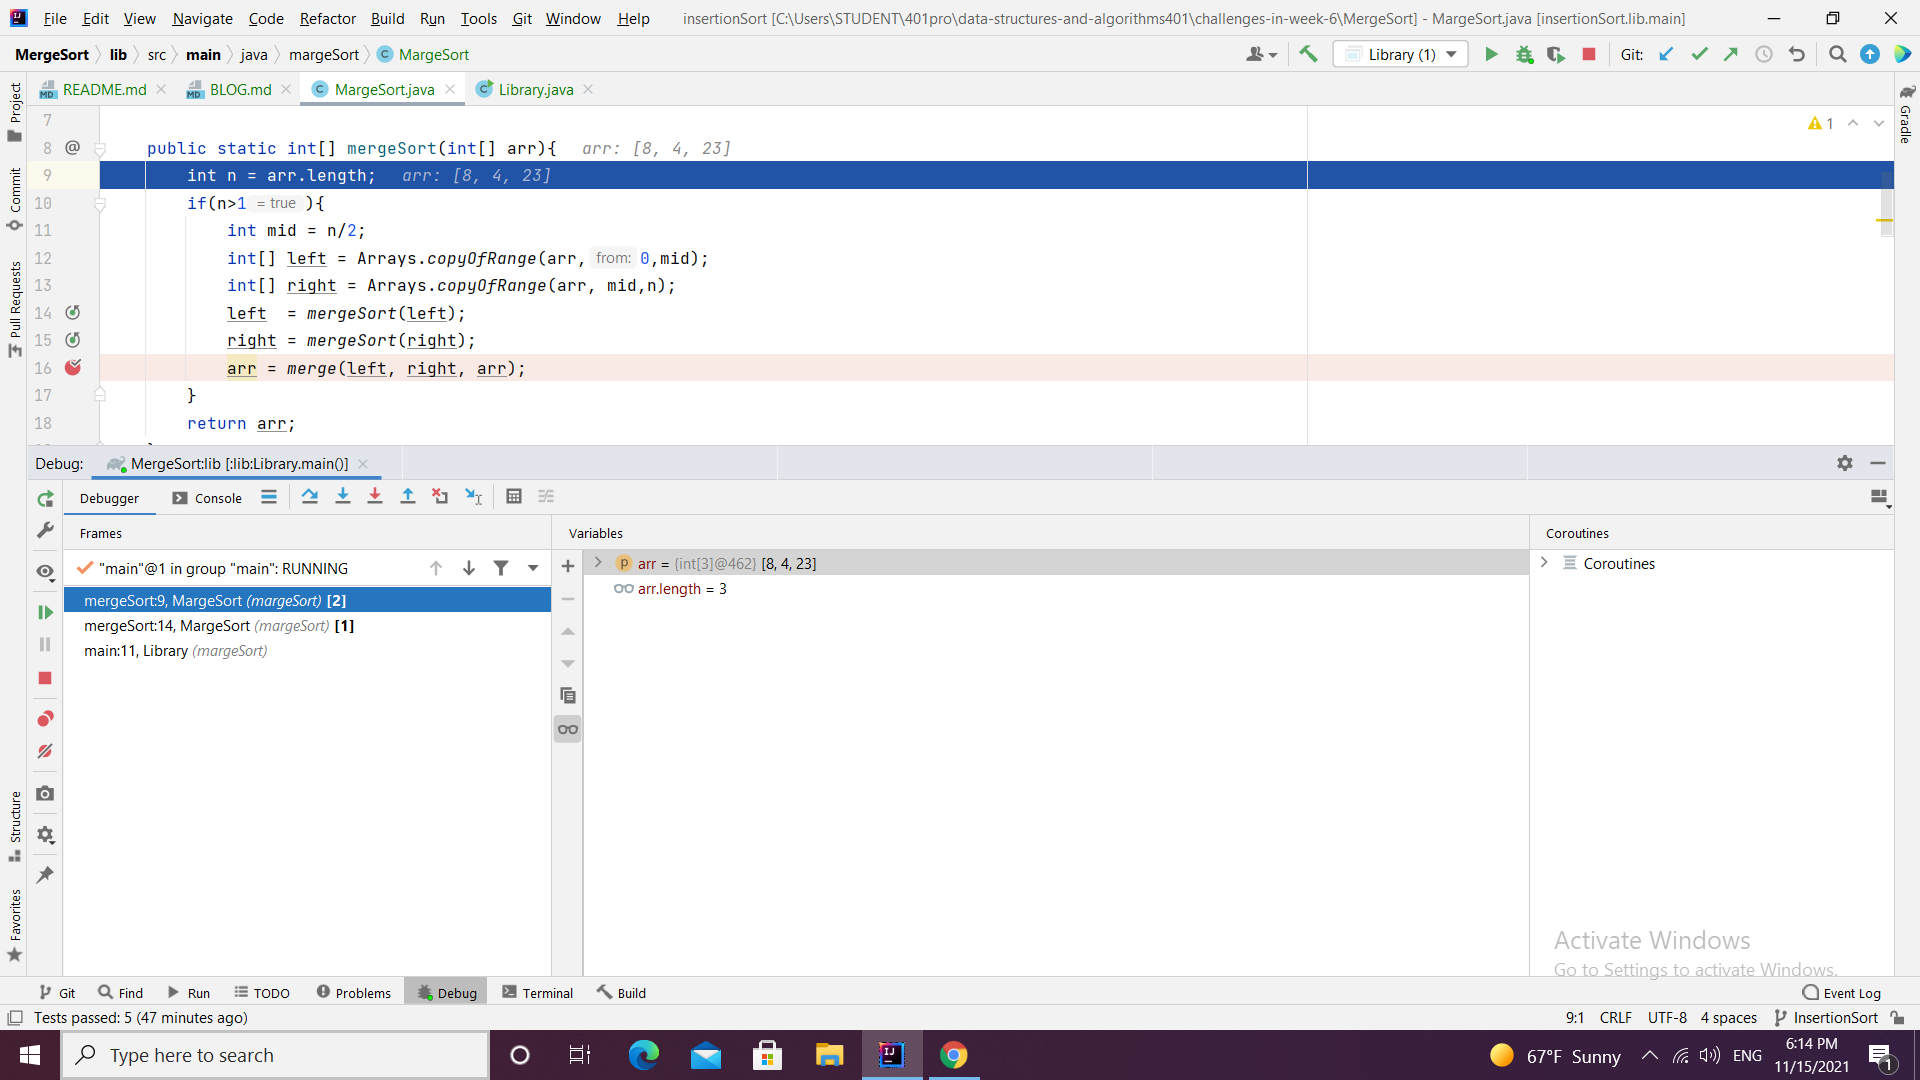 File Edit View Navigate Code Refactor Build Run Tools Git Window Help insertionSort [C:\Users\STUDENT\401pro\data-structures-and-algorithms401\challenges-in-week-6\MergeSort] - MargeSort.java [insertionSort.lib.main]
MergeSort lib src main java margeSort C MargeSort Library (1) Git:
README.md BLOG.md C MargeSort.java C Library.java
Project
Commit
Pull Requests
Structure
Favorites
Gradle
7
1
8 @ public static int[] mergeSort(int[] arr){ arr: [8, 4, 23]
9 int n = arr.length; arr: [8, 4, 23]
10 if(n>1 = true ){
11 int mid = n/2;
12 int[] left = Arrays.copyOfRange(arr, from: 0,mid);
13 int[] right = Arrays.copyOfRange(arr, mid,n);
14 left  = mergeSort(left);
15 right = mergeSort(right);
16 arr = merge(left, right, arr);
17 }
18 return arr;
Debug: MergeSort:lib [:lib:Library.main()]
Debugger Console
Frames Variables Coroutines
"main"@1 in group "main": RUNNING
mergeSort:9, MargeSort (margeSort) [2]
mergeSort:14, MargeSort (margeSort) [1]
main:11, Library (margeSort)
p arr = {int[3]@462} [8, 4, 23]
arr.length = 3
Coroutines
Activate Windows
Go to Settings to activate Windows.
Git Find Run TODO Problems Debug Terminal Build Event Log
Tests passed: 5 (47 minutes ago) 9:1 CRLF UTF-8 4 spaces InsertionSort
Type here to search 67°F Sunny ENG 6:14 PM
11/15/2021 1